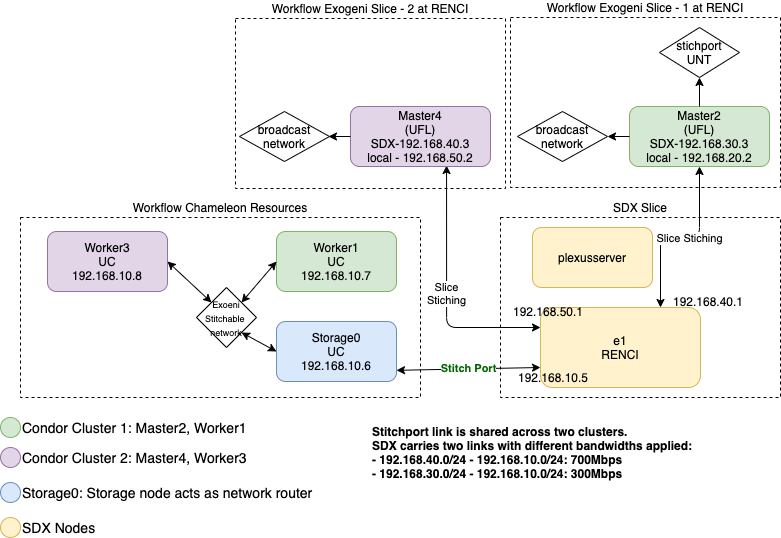 Workflow Exogeni Slice - 2 at RENCI
Workflow Exogeni Slice - 1 at RENCI
stichport
UNT
broadcast
network
Master4
(UFL)
SDX-192.168.40.3
local - 192.168.50.2
broadcast
network
Master2
(UFL)
SDX-192.168.30.3
local - 192.168.20.2
Workflow Chameleon Resources
SDX Slice
Worker3
UC
192.168.10.8
Worker1
UC
192.168.10.7
Exoeni
Stitchable
network
Storage0
UC
192.168.10.6
Slice
Stiching
Slice Stiching
plexusserver
192.168.50.1
192.168.40.1
e1
RENCI
Stitch Port
192.168.10.5
Condor Cluster 1: Master2, Worker1
Condor Cluster 2: Master4, Worker3
Storage0: Storage node acts as network router
SDX Nodes
Stitchport link is shared across two clusters.
SDX carries two links with different bandwidths applied:
- 192.168.40.0/24 - 192.168.10.0/24: 700Mbps
- 192.168.30.0/24 - 192.168.10.0/24: 300Mbps